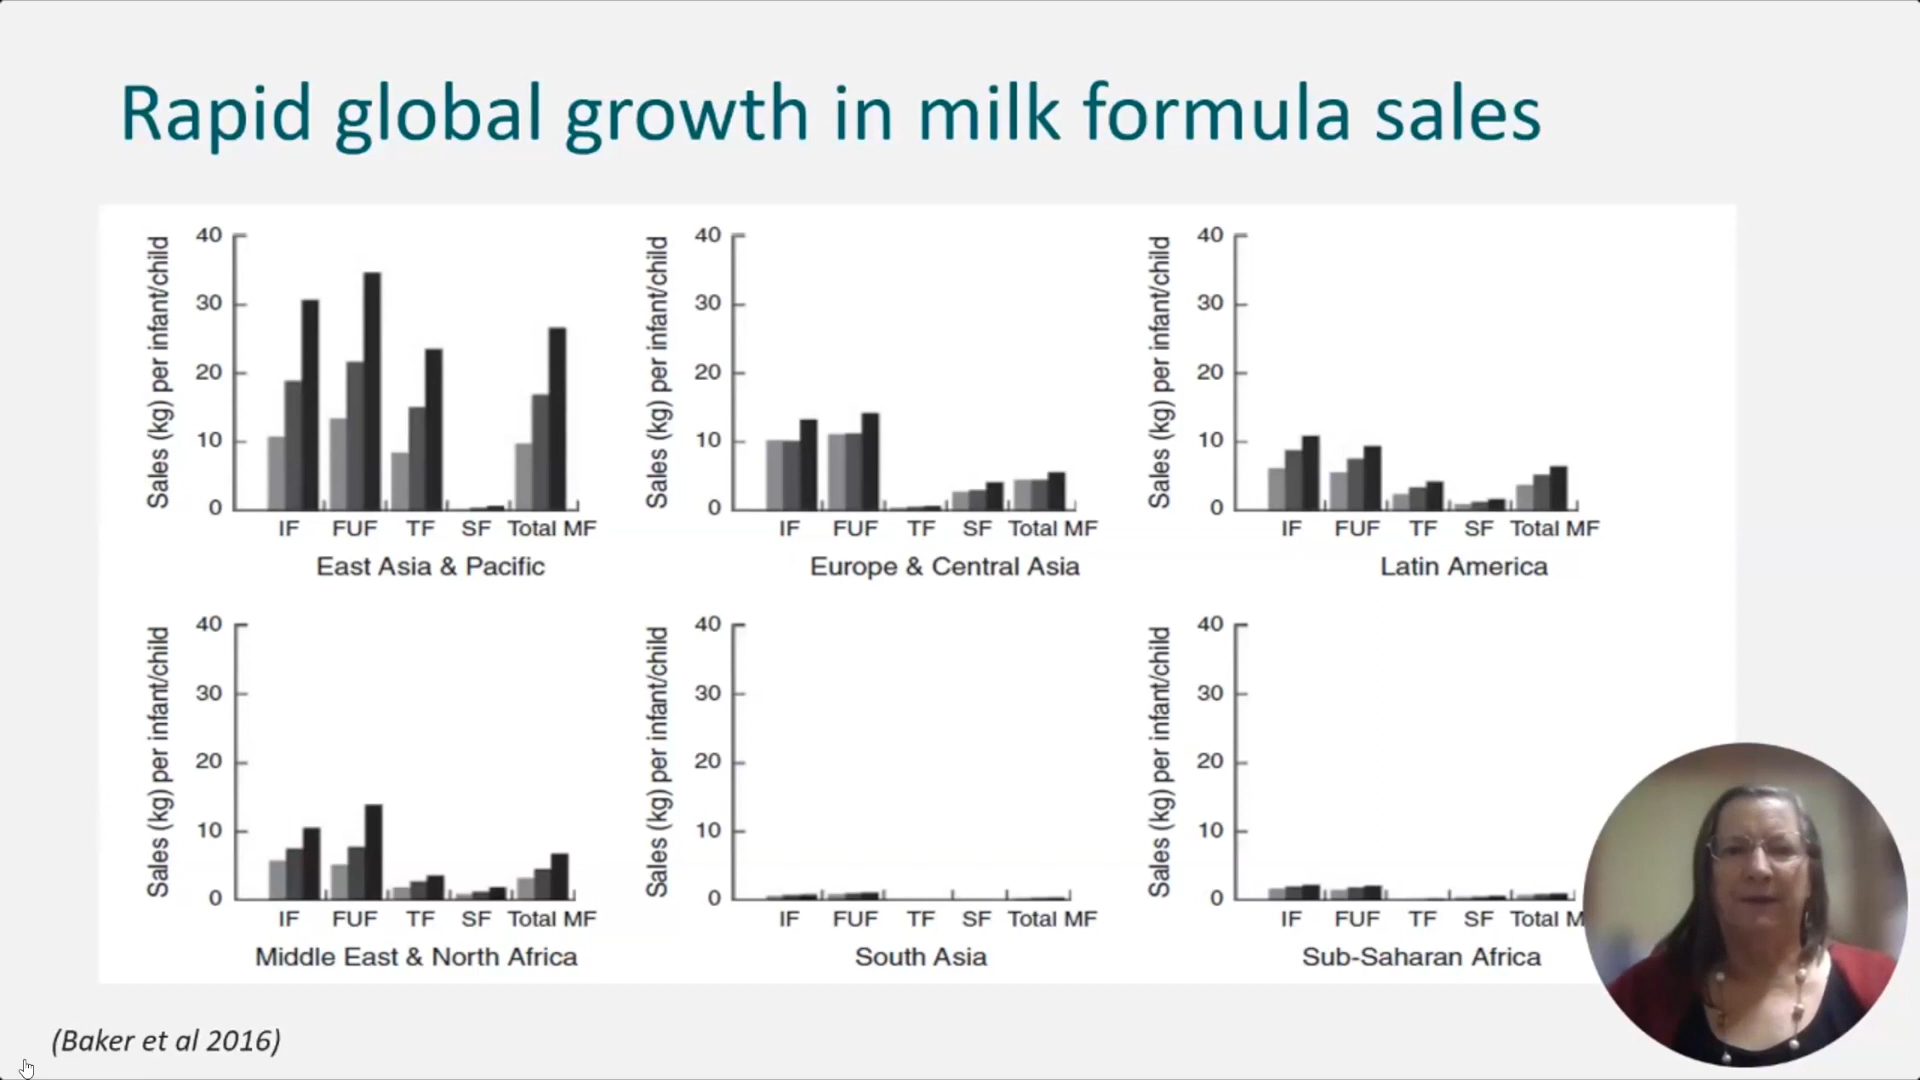 Rapid global growth in milk formula sales
Sales (kg) per infant/child
40
30
20
10
0
IF FUF TF SF Total MF
East Asia & Pacific
Sales (kg) per infant/child
40
30
20
10
0
IF FUF TF SF Total MF
Europe & Central Asia
Sales (kg) per infant/child
40
30
20
10
0
IF FUF TF SF Total MF
Latin America
Sales (kg) per infant/child
40
30
20
10
0
IF FUF TF SF Total MF
Middle East & North Africa
Sales (kg) per infant/child
40
30
20
10
0
IF FUF TF SF Total MF
South Asia
Sales (kg) per infant/child
40
30
20
10
0
IF FUF TF SF Total M
Sub-Saharan Africa
(Baker et al 2016)